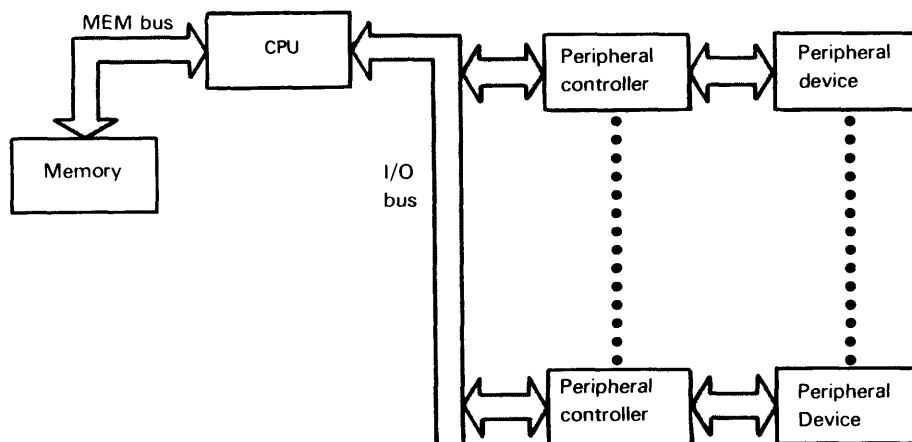 MEM bus
CPU
Peripheral
controller
Peripheral
device
Memory
I/O
bus
Peripheral
controller
Peripheral
Device